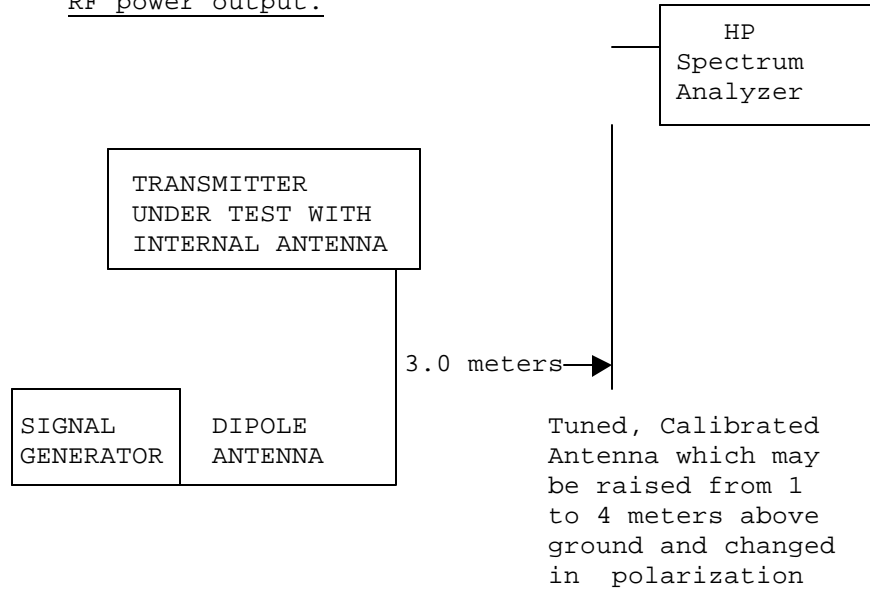 RF power output.
HP
Spectrum
Analyzer
TRANSMITTER
UNDER TEST WITH
INTERNAL ANTENNA
3.0 meters
SIGNAL
GENERATOR
DIPOLE
ANTENNA
Tuned, Calibrated
Antenna which may
be raised from 1
to 4 meters above
ground and changed
in polarization